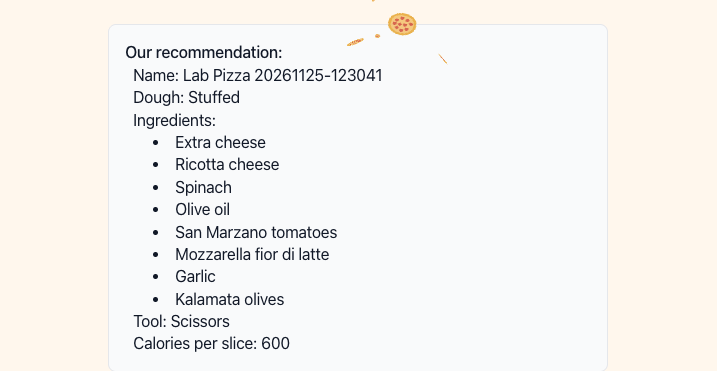 Our recommendation:
Name: Lab Pizza 20261125-123041
Dough: Stuffed
Ingredients:
• Extra cheese
• Ricotta cheese
• Spinach
• Olive oil
• San Marzano tomatoes
• Mozzarella fior di latte
• Garlic
• Kalamata olives
Tool: Scissors
Calories per slice: 600